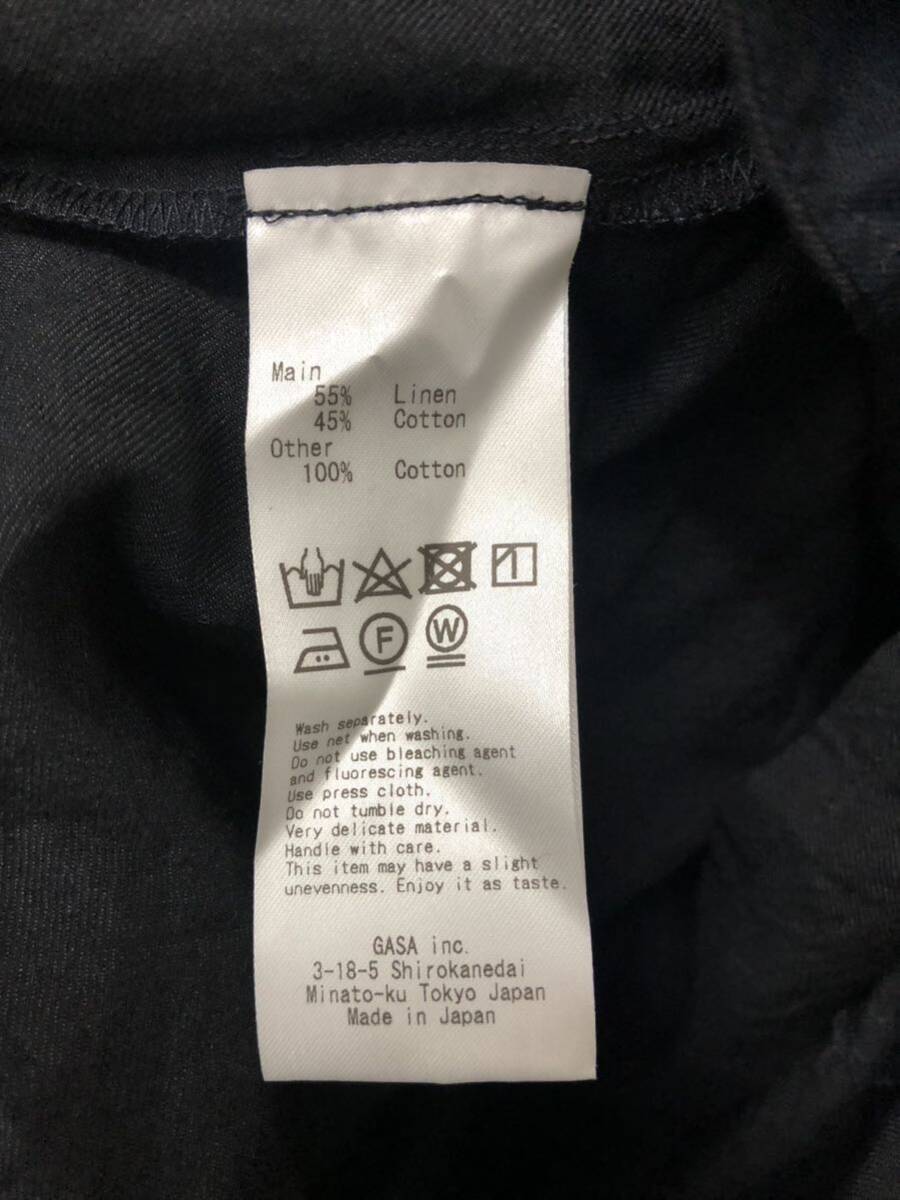 Main
55% Linen
45% Cotton
Other
100% Cotton
F W
Wash separately.
Use net when washing.
Do not use bleaching agent
and fluorescing agent.
Use press cloth.
Do not tumble dry.
Very delicate material.
Handle with care.
This item may have a slight
unevenness. Enjoy it as taste.
GASA inc.
3-18-5 Shirokanedai
Minato-ku Tokyo Japan
Made in Japan